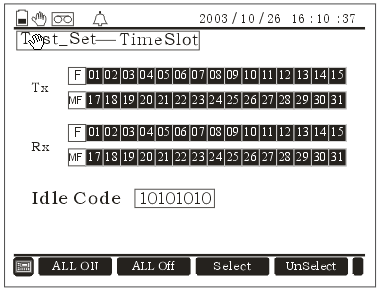 2003/10/26 16:10:37
Test_Set—TimeSlot
Tx
F 01 02 03 04 05 06 07 08 09 10 11 12 13 14 15
MF 17 18 19 20 21 22 23 24 25 26 27 28 29 30 31
Rx
F 01 02 03 04 05 06 07 08 09 10 11 12 13 14 15
MF 17 18 19 20 21 22 23 24 25 26 27 28 29 30 31
Idle Code 10101010
ALL ON ALL Off Select UnSelect